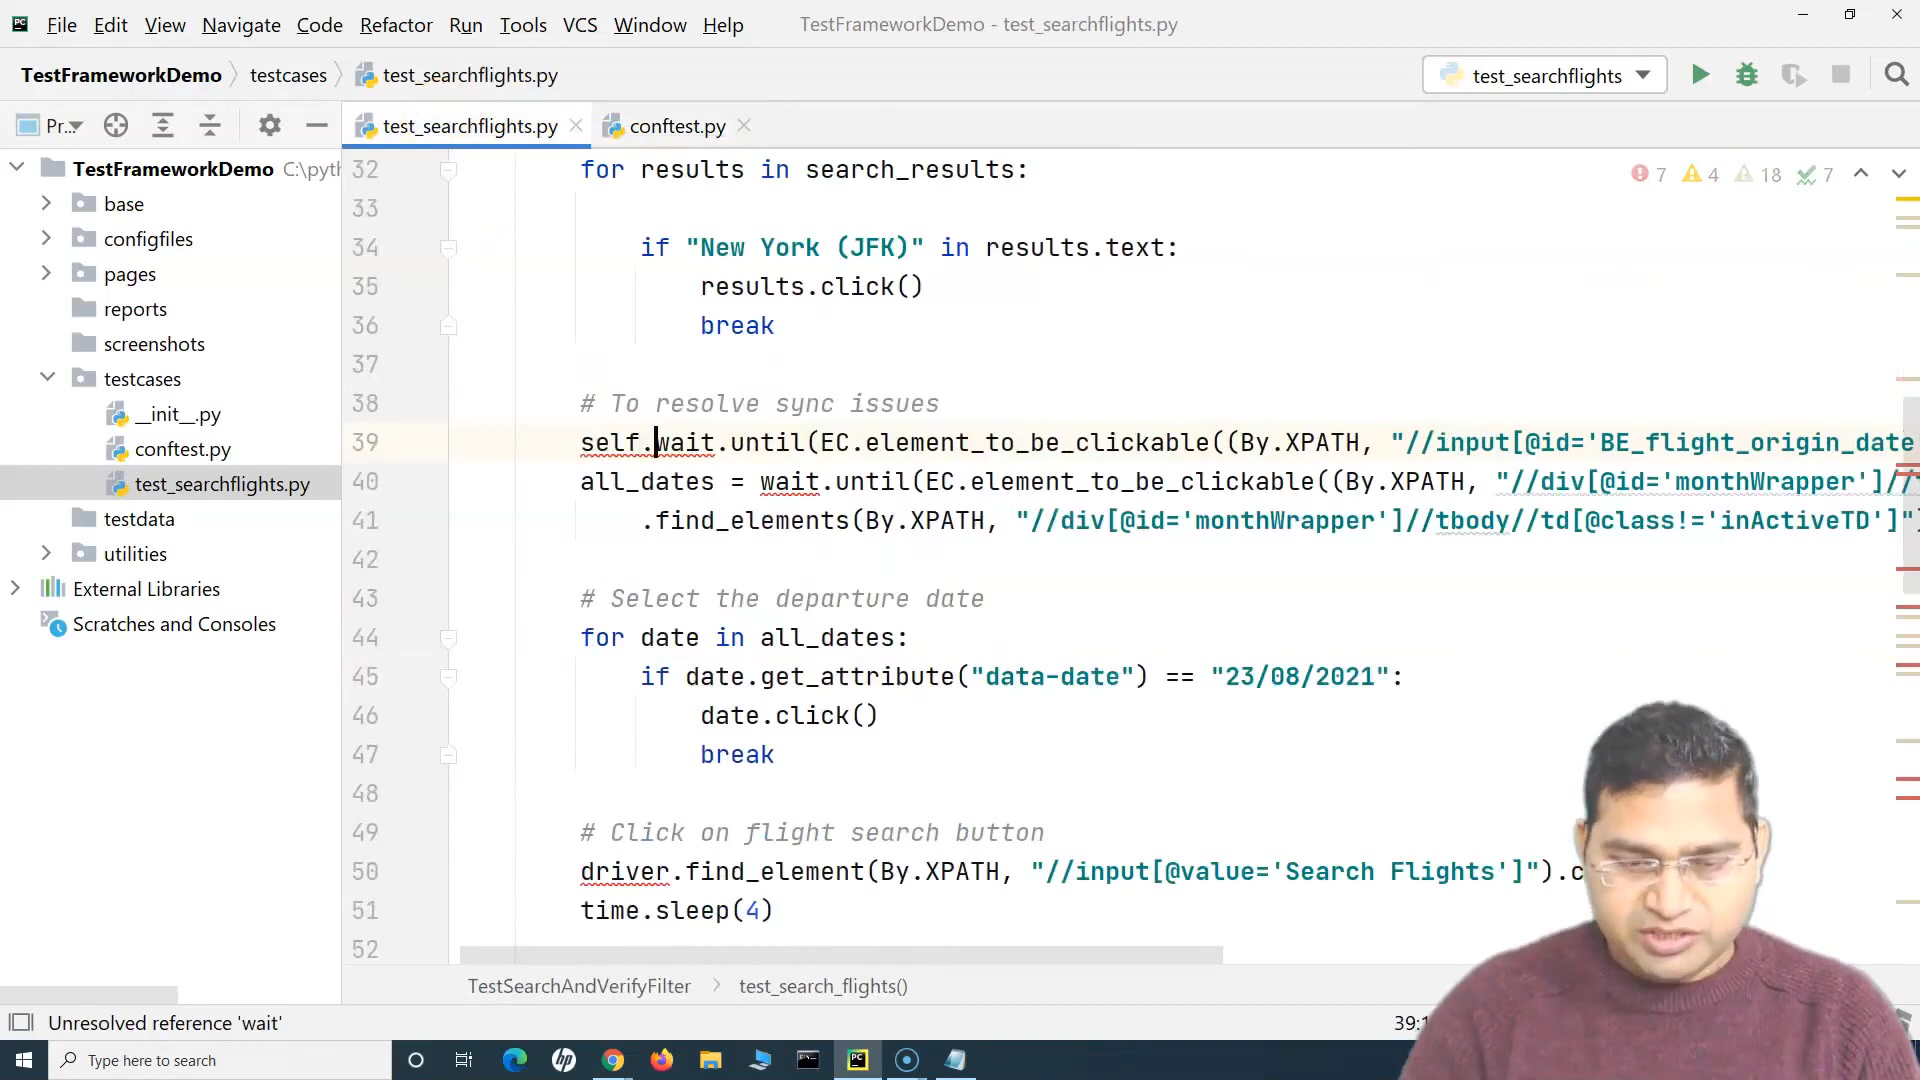 File Edit View Navigate Code Refactor Run Tools VCS Window Help TestFrameworkDemo - test_searchflights.py
TestFrameworkDemo testcases test_searchflights.py test_searchflights
Pr... test_searchflights.py conftest.py
TestFrameworkDemo C:\pyth
base
configfiles
pages
reports
screenshots
testcases
__init__.py
conftest.py
test_searchflights.py
testdata
utilities
External Libraries
Scratches and Consoles
7 4 18 7
32 for results in search_results:
33
34 if "New York (JFK)" in results.text:
35 results.click()
36 break
37
38 # To resolve sync issues
39 self.wait.until(EC.element_to_be_clickable((By.XPATH, "//input[@id='BE_flight_origin_date
40 all_dates = wait.until(EC.element_to_be_clickable((By.XPATH, "//div[@id='monthWrapper']//
41 .find_elements(By.XPATH, "//div[@id='monthWrapper']//tbody//td[@class!='inActiveTD']"
42
43 # Select the departure date
44 for date in all_dates:
45 if date.get_attribute("data-date") == "23/08/2021":
46 date.click()
47 break
48
49 # Click on flight search button
50 driver.find_element(By.XPATH, "//input[@value='Search Flights']").c
51 time.sleep(4)
52
TestSearchAndVerifyFilter test_search_flights()
Unresolved reference 'wait' 39:
Type here to search